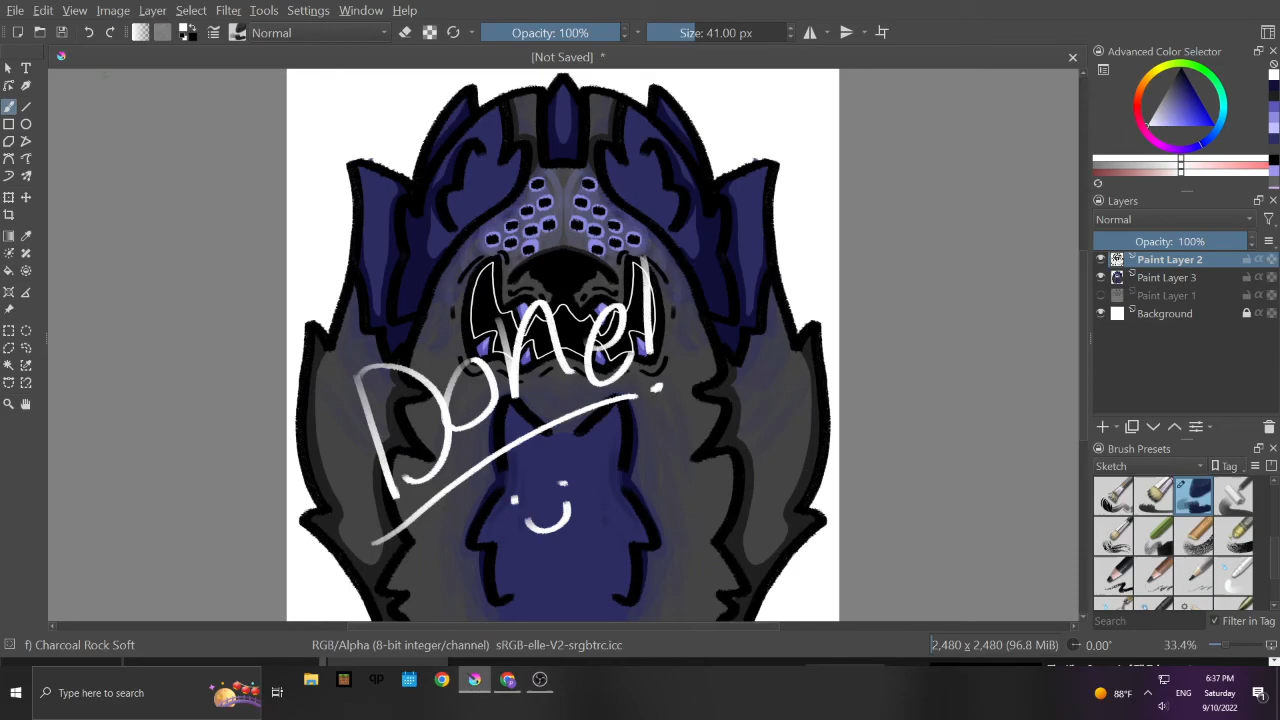 File Edit View Image Layer Select Filter Tools Settings Window Help
Normal Opacity: 100% Size: 41.00 px
[Not Saved] *
Advanced Color Selector
Layers
Normal
Opacity: 100%
Paint Layer 2
Paint Layer 3
Paint Layer 1
Background
Brush Presets
Sketch Tag
Search Filter in Tag
Done!
f) Charcoal Rock Soft RGB/Alpha (8-bit integer/channel) sRGB-elle-V2-srgbtrc.icc 2,480 x 2,480 (96.8 MiB) 0.00° 33.4%
Type here to search qp 88°F ENG 6:37 PM
Saturday
9/10/2022